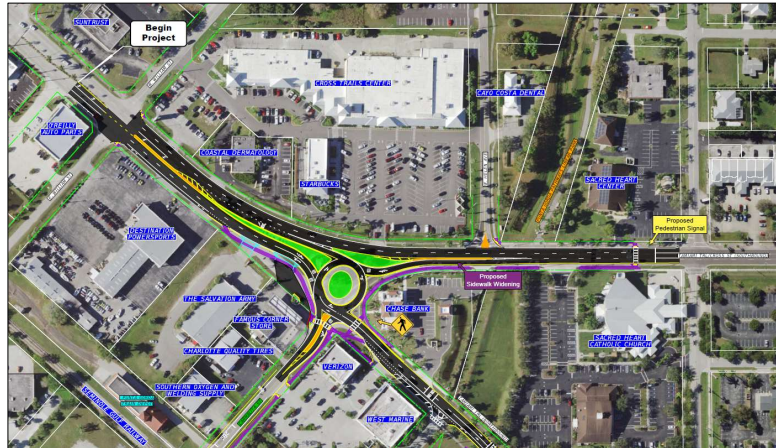 SUNTRUST
Begin
Project
CROSS TRAILS CENTER
CAYO COSTA DENTAL
O'REILLY
AUTO PARTS
COASTAL DERMATOLOGY
STARBUCKS
SACRED HEART
CENTER
Proposed
Pedestrian Signal
DESTINATION
POWERSPORTS
Proposed
Sidewalk Widening
THE SALVATION ARMY
FAMOUS CORNER
STORE
CHASE BANK
CHARLOTTE QUALITY TIRES
SACRED HEART
CATHOLIC CHURCH
VERIZON
SOUTHERN OXYGEN AND
WELDING SUPPLY
WEST MARINE
PUNTA GORDA
SEMINOLE GULF RAILWAY